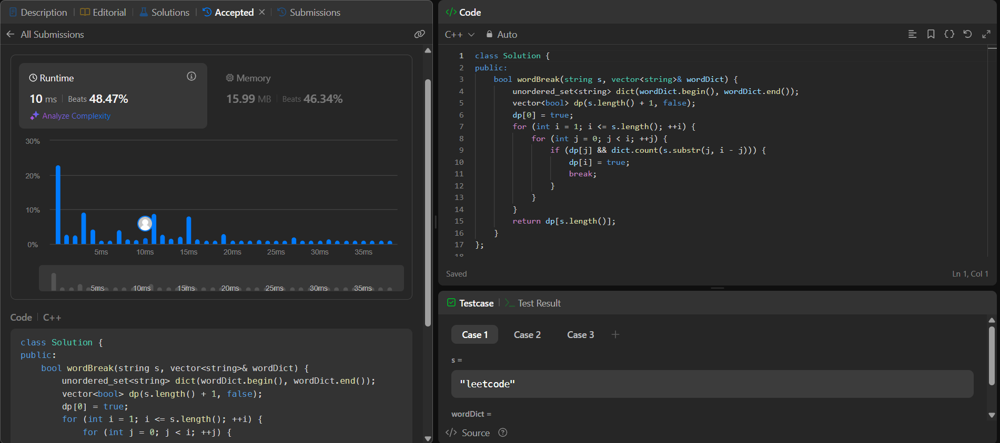 Description | Editorial | Solutions | Accepted | Submissions
All Submissions
Runtime
10 ms | Beats 48.47%
Analyze Complexity
Memory
15.99 MB | Beats 46.34%
30%
20%
10%
0%
5ms 10ms 15ms 20ms 25ms 30ms 35ms
5ms 10ms 15ms 20ms 25ms 30ms 35ms
Code | C++
class Solution {
public:
    bool wordBreak(string s, vector<string>& wordDict) {
        unordered_set<string> dict(wordDict.begin(), wordDict.end());
        vector<bool> dp(s.length() + 1, false);
        dp[0] = true;
        for (int i = 1; i <= s.length(); ++i) {
            for (int j = 0; j < i; ++j) {
</> Code
C++ Auto
1 class Solution {
2 public:
3     bool wordBreak(string s, vector<string>& wordDict) {
4         unordered_set<string> dict(wordDict.begin(), wordDict.end());
5         vector<bool> dp(s.length() + 1, false);
6         dp[0] = true;
7         for (int i = 1; i <= s.length(); ++i) {
8             for (int j = 0; j < i; ++j) {
9                 if (dp[j] && dict.count(s.substr(j, i - j))) {
10                     dp[i] = true;
11                     break;
12                 }
13             }
14         }
15         return dp[s.length()];
16     }
17 };
18
Saved
Ln 1, Col 1
Testcase | Test Result
Case 1 Case 2 Case 3 +
s =
"leetcode"
wordDict =
</> Source